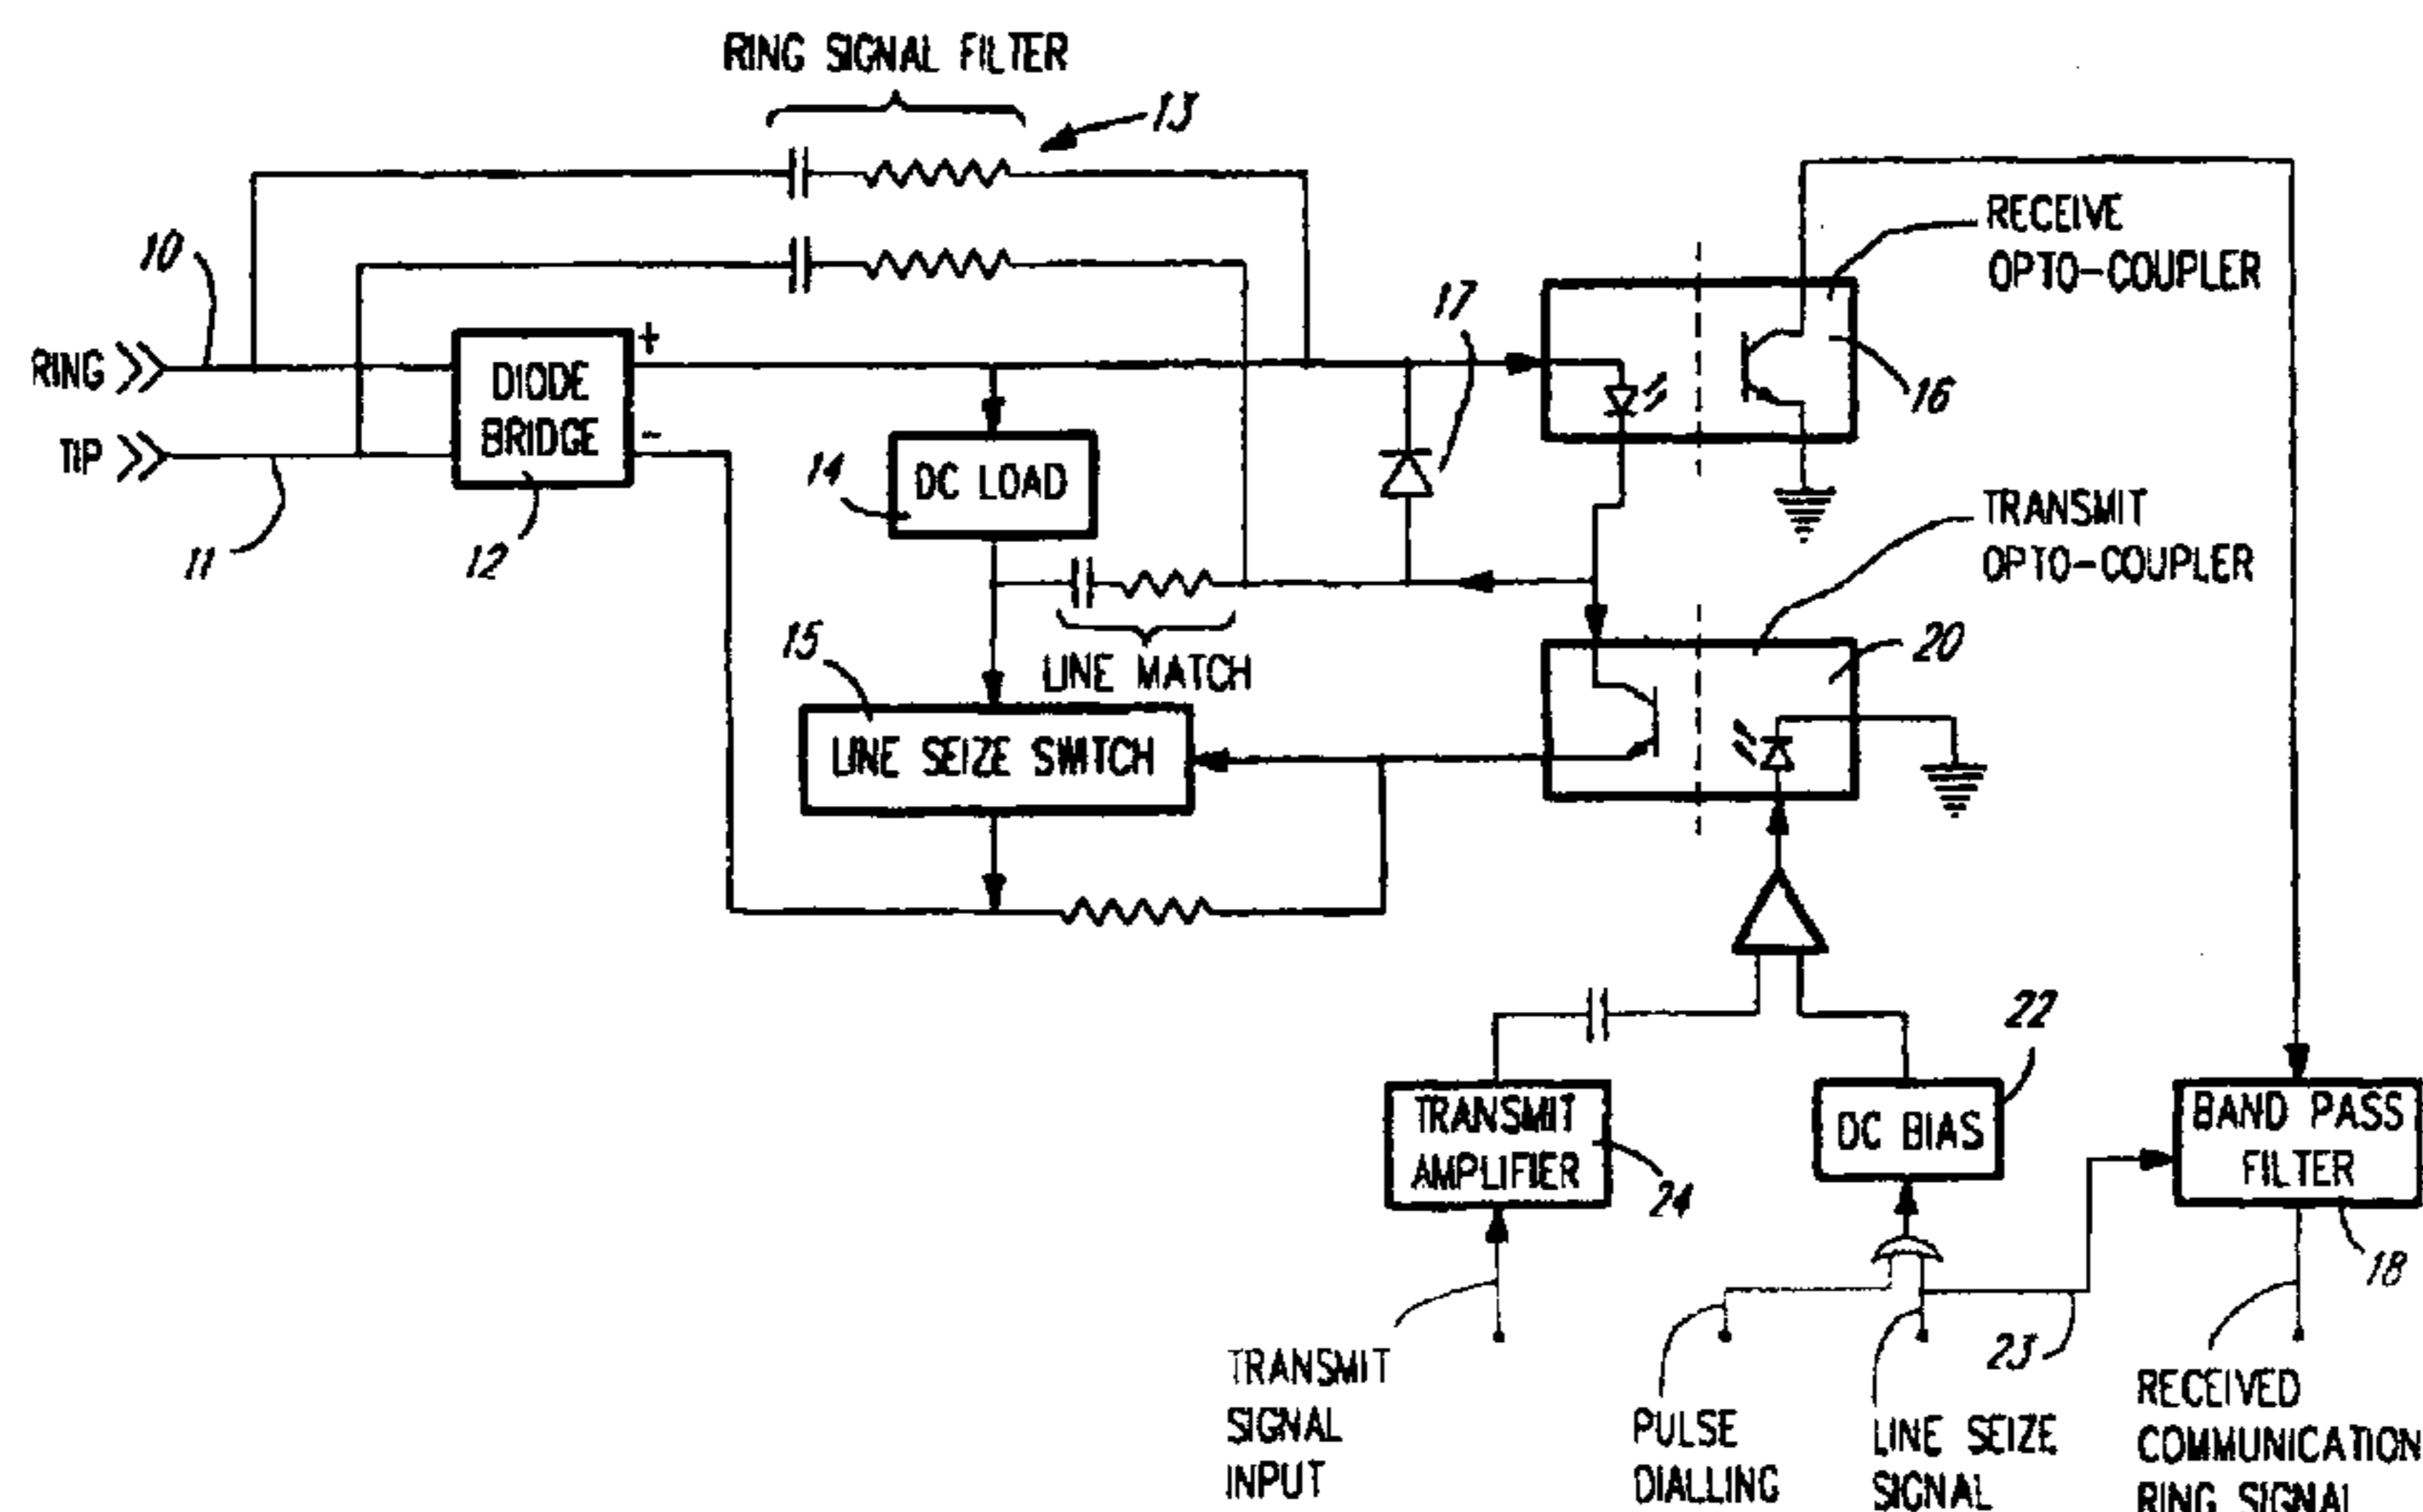 RING SIGNAL FILTER
13
10
RECEIVE
OPTO-COUPLER
17
RING
+
DIODE
BRIDGE
16
TIP
-
14
DC LOAD
11
12
TRANSMIT
OPTO-COUPLER
15
LINE MATCH
20
LINE SEIZE SWITCH
22
TRANSMIT
AMPLIFIER
24
DC BIAS
BAND PASS
FILTER
18
23
TRANSMIT
SIGNAL
INPUT
PULSE
DIALLING
LINE SEIZE
SIGNAL
RECEIVED
COMMUNICATION
RING SIGNAL